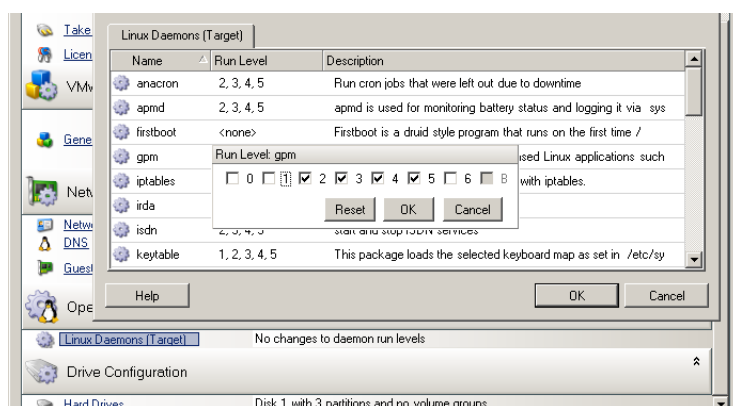 Take
Linux Daemons (Target)
Licen
Name Run Level Description
VMw
anacron 2, 3, 4, 5 Run cron jobs that were left out due to downtime
apmd 2, 3, 4, 5 apmd is used for monitoring battery status and logging it via sys
firstboot <none> Firstboot is a druid style program that runs on the first time /
Gene
gpm Run Level: gpm ised Linux applications such
iptables 0 1 2 3 4 5 6 B with iptables.
Netw
irda Reset OK Cancel
Netwo
isdn 2, 3, 4, 5 start and stop ISDN services
DNS
keytable 1, 2, 3, 4, 5 This package loads the selected keyboard map as set in /etc/sy
Guest
Help OK Cancel
Ope
Linux Daemons (Target) No changes to daemon run levels
Drive Configuration
Hard Drives Disk 1 with 3 partitions and no volume groups